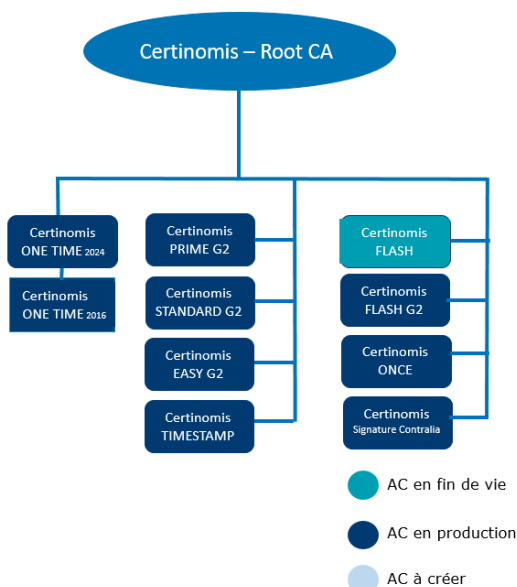 Certinomis – Root CA
Certinomis
ONE TIME 2024
Certinomis
ONE TIME 2016
Certinomis
PRIME G2
Certinomis
STANDARD G2
Certinomis
EASY G2
Certinomis
TIMESTAMP
Certinomis
FLASH
Certinomis
FLASH G2
Certinomis
ONCE
Certinomis
Signature Contralia
AC en fin de vie
AC en production
AC à créer